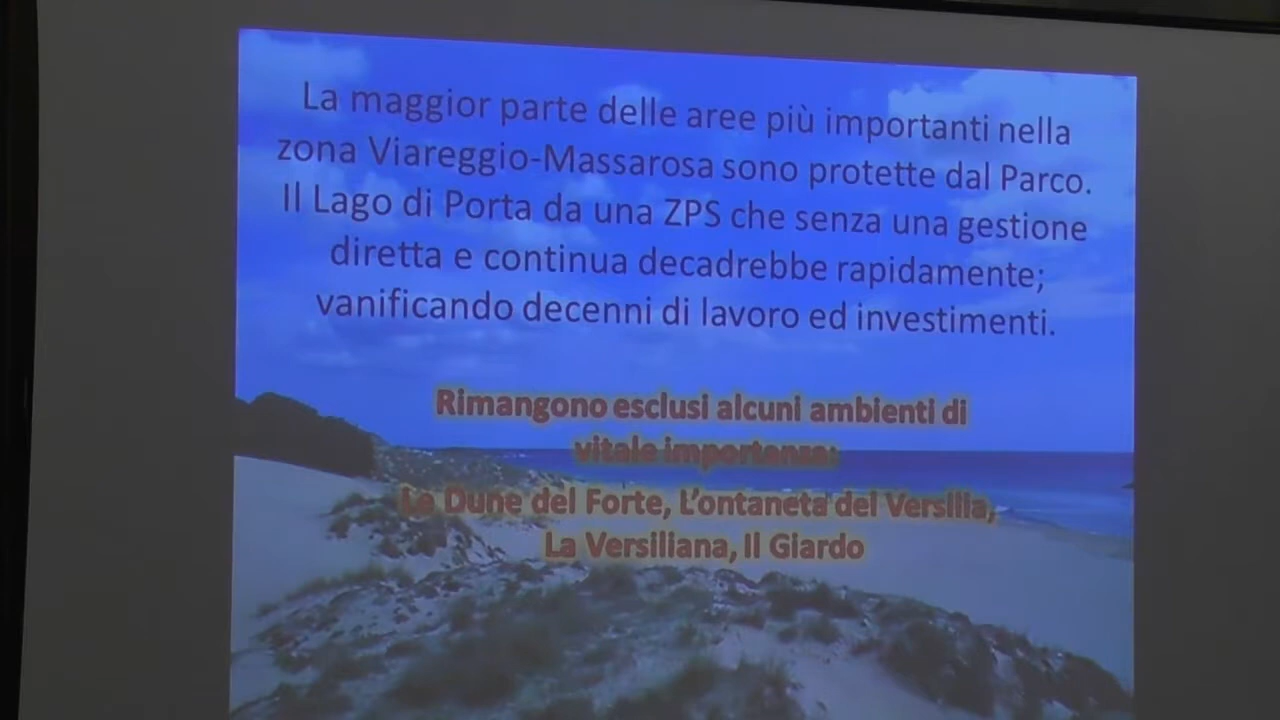 La maggior parte delle aree più importanti nella
zona Viareggio-Massarosa sono protette dal Parco.
Il Lago di Porta da una ZPS che senza una gestione
diretta e continua decadrebbe rapidamente;
vanificando decenni di lavoro ed investimenti.
Rimangono esclusi alcuni ambienti di
vitale importanza:
Le Dune del Forte, L'ontaneta del Versilia,
La Versiliana, Il Giardo